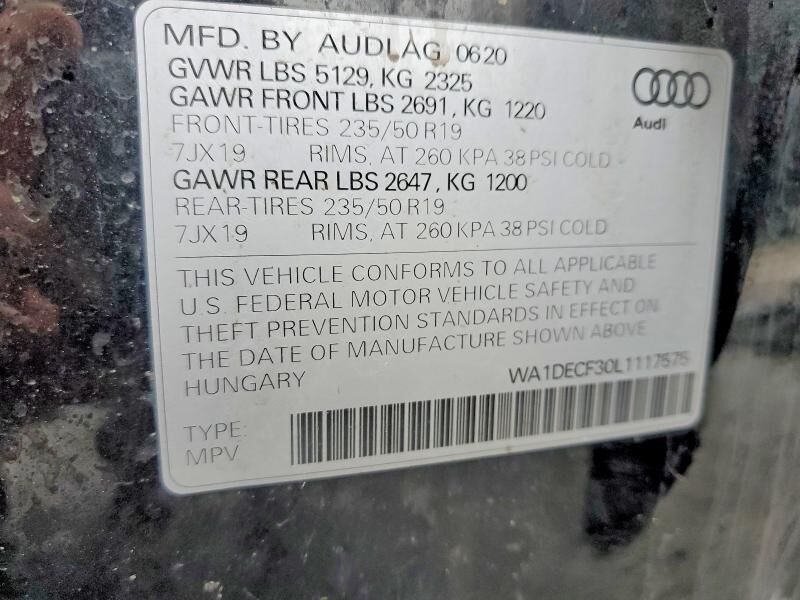 MFD. BY AUDI AG 0620
GVWR LBS 5129, KG 2325
GAWR FRONT LBS 2691, KG 1220
FRONT-TIRES 235/50 R19
7JX19 RIMS, AT 260 KPA 38 PSI COLD
GAWR REAR LBS 2647, KG 1200
REAR-TIRES 235/50 R19
7JX19 RIMS, AT 260 KPA 38 PSI COLD
Audi
THIS VEHICLE CONFORMS TO ALL APPLICABLE
U.S. FEDERAL MOTOR VEHICLE SAFETY AND
THEFT PREVENTION STANDARDS IN EFFECT ON
THE DATE OF MANUFACTURE SHOWN ABOVE
HUNGARY WA1DECF30L1117575
TYPE:
MPV